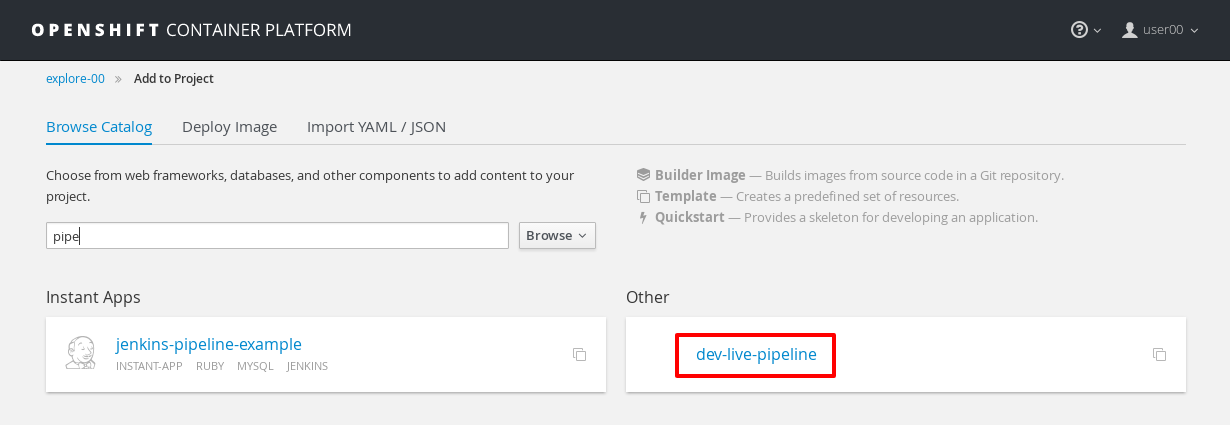 OPENSHIFT CONTAINER PLATFORM
user00
explore-00 » Add to Project
Browse Catalog Deploy Image Import YAML / JSON
Choose from web frameworks, databases, and other components to add content to your
project.
Builder Image — Builds images from source code in a Git repository.
Template — Creates a predefined set of resources.
Quickstart — Provides a skeleton for developing an application.
pipe
Browse
Instant Apps
jenkins-pipeline-example
INSTANT-APP RUBY MYSQL JENKINS
Other
dev-live-pipeline